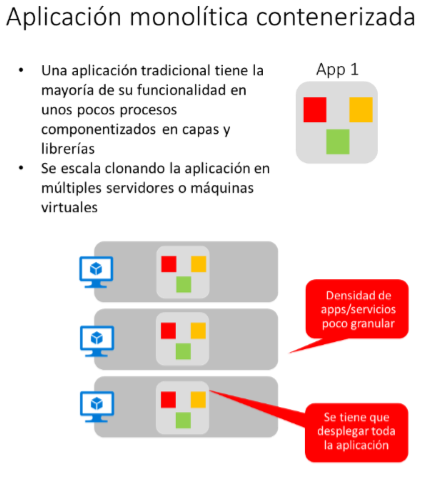 Aplicación monolítica contenerizada
• Una aplicación tradicional tiene la
mayoría de su funcionalidad en
unos pocos procesos
componentizados en capas y
librerías
• Se escala clonando la aplicación en
múltiples servidores o máquinas
virtuales
App 1
Densidad de
apps/servicios
poco granular
Se tiene que
desplegar toda
la aplicación